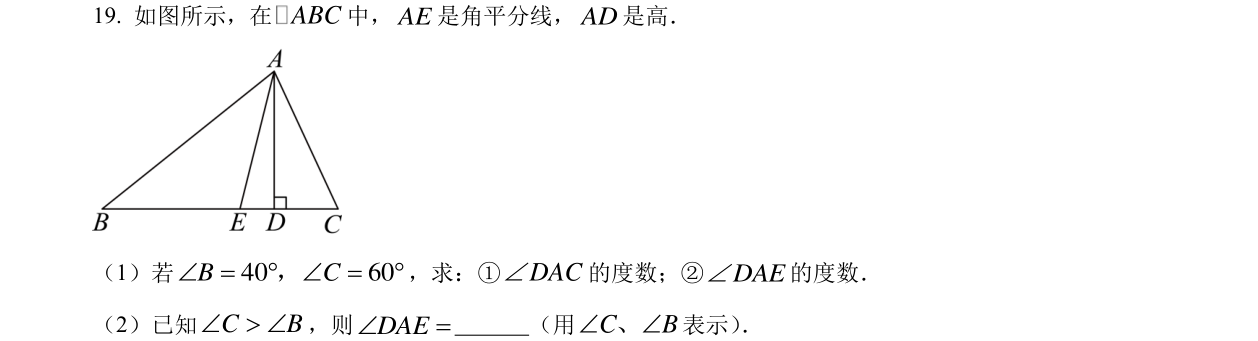 19. 如图所示，在□ABC中，AE是角平分线，AD是高．
A
B E D C
（1）若∠B＝40°，∠C＝60°，求：①∠DAC的度数；②∠DAE的度数．
（2）已知∠C＞∠B，则∠DAE＝______（用∠C、∠B表示）．